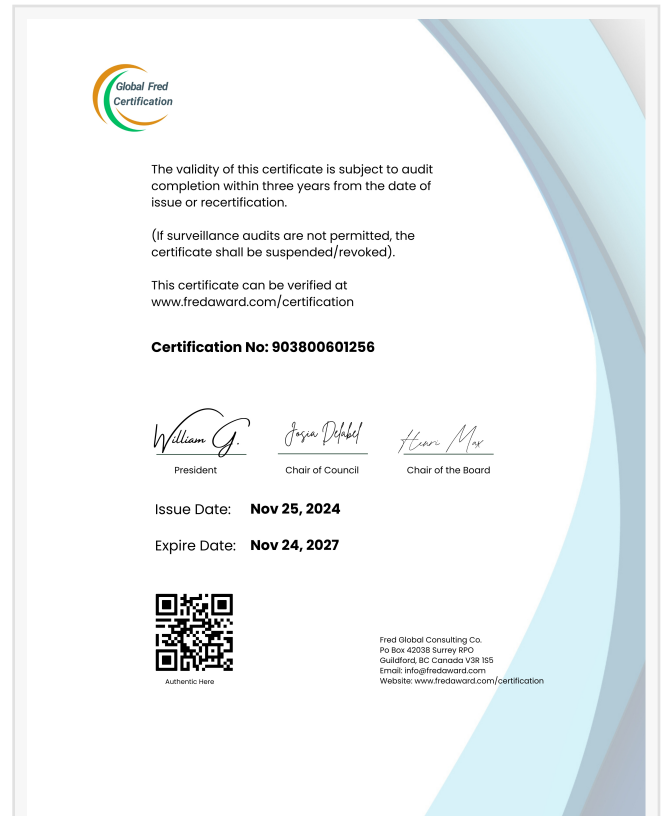 Global Fred
Certification
The validity of this certificate is subject to audit
completion within three years from the date of
issue or recertification.
(If surveillance audits are not permitted, the
certificate shall be suspended/revoked).
This certificate can be verified at
www.fredaward.com/certification
Certification No: 903800601256
William G.
Josia Delabel
Henri Max
President
Chair of Council
Chair of the Board
Issue Date: Nov 25, 2024
Expire Date: Nov 24, 2027
Authentic Here
Fred Global Consulting Co.
Po Box 42038 Surrey RPO
Guildford, BC Canada V3R 1S5
Email: info@fredaward.com
Website: www.fredaward.com/certification